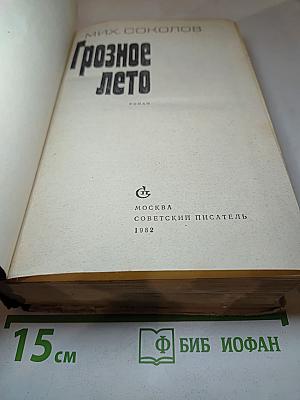 МИХ. СОКОЛОВ
Грозное
лето
РОМАН
МОСКВА
СОВЕТСКИЙ ПИСАТЕЛЬ
1982
15 см
Ф БИБ ИОФАН